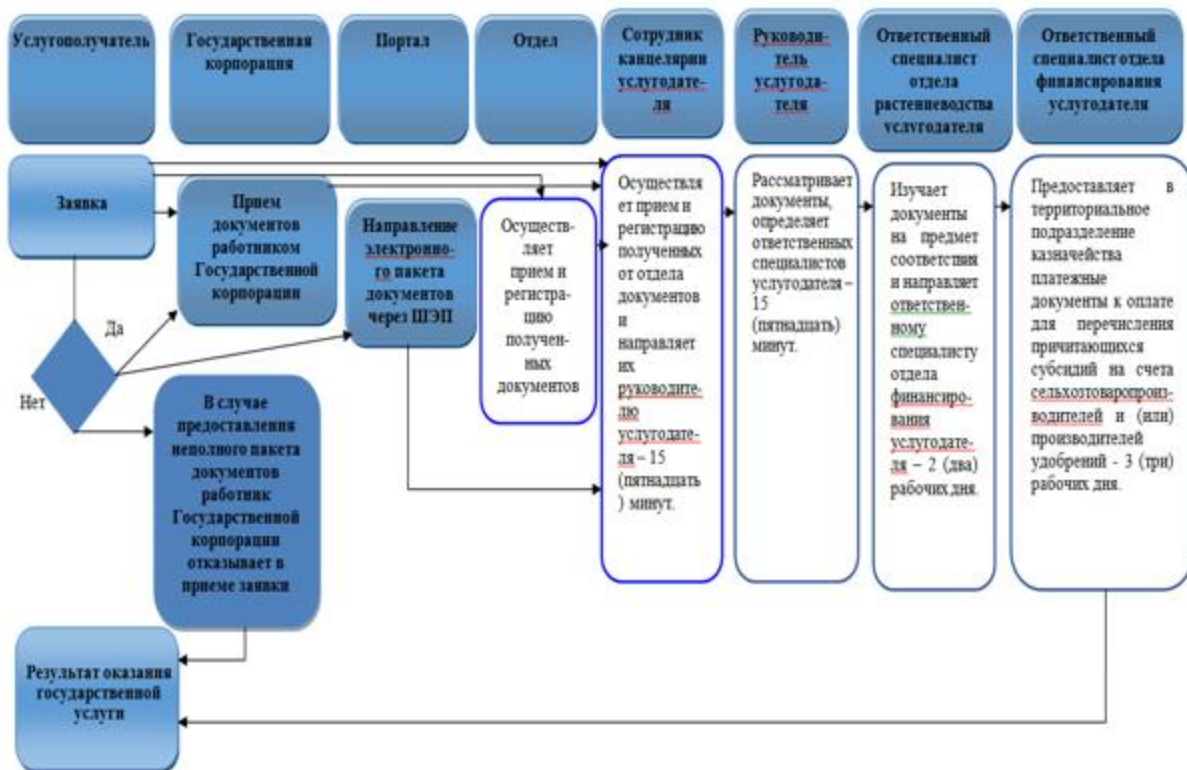 Услугополучатель
Государственная
корпорация
Портал
Отдел
Сотрудник
канцелярии
услугодате-
ля
Руководи-
тель
услугода-
теля
Ответственный
специалист
отдела
растениеводства
услугодателя
Ответственный
специалист отдела
финансирования
услугодателя
Заявка
Да
Нет
Прием
документов
работником
Государственной
корпорации
В случае
предоставления
неполного пакета
документов
работник
Государственной
корпорации
отказывает в
приеме заявки
Направление
электронно-
го пакета
документов
через ШЭП
Осуществ-
ляет
прием и
регистра-
цию
получен-
ных
документов
Осуществля
ет прием и
регистрацию
полученных
от отдела
документов
и
направляет
их
руководите-
лю
услугодате-
ля – 15
(пятнадцать
) минут.
Рассматривает
документы,
определяет
ответственных
специалистов
услугодателя –
15
(пятнадцать)
минут.
Изучает
документы
на предмет
соответствия
и направляет
ответствен-
ному
специалисту
отдела
финансиро-
вания
услугодате-
ля – 2 (два)
рабочих дня.
Предоставляет в
территориальное
подразделение
казначейства
платежные
документы к оплате
для перечисления
причитающихся
субсидий на счета
сельхозтоваропроиз-
водителей и (или)
производителей
удобрений - 3 (три)
рабочих дня.
Результат оказания
государственной
услуги